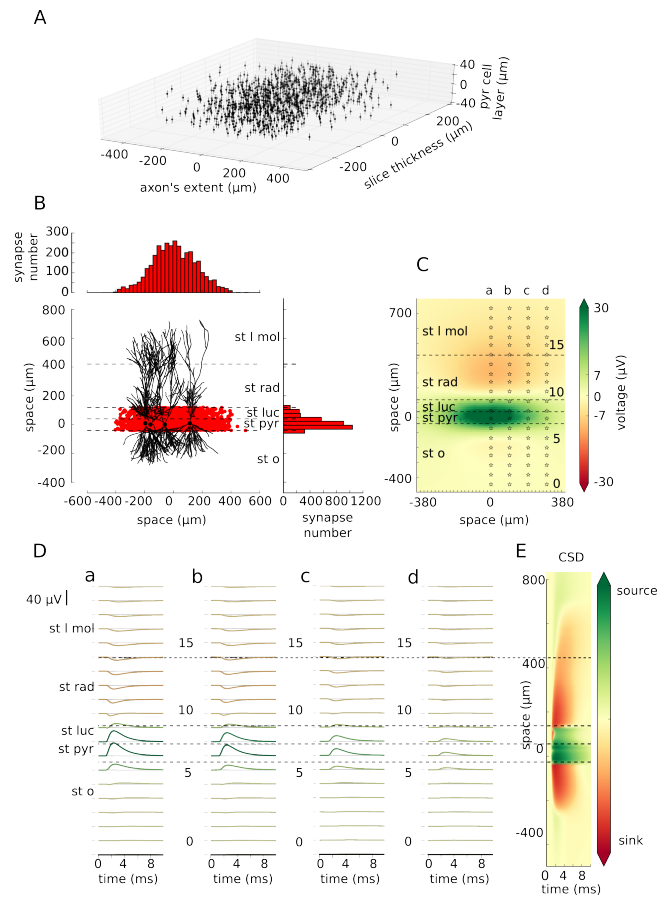 A
40
0
-40
pyr cell
layer (μm)
200
0
-200
slice thickness (μm)
-400
-200
0
200
400
axon's extent (μm)
B
300
200
100
0
synapse
number
800
600
400
200
0
-200
-400
space (μm)
st l mol
st rad
st luc
st pyr
st o
-600 -400 -200 0 200 400 600
space (μm)
0 400 800 1200
synapse
number
C
a b c d
700
0
-400
space (μm)
st l mol
st rad
st luc
st pyr
st o
15
10
5
0
-380 0 380
space (μm)
30
7
0
-7
-30
voltage (μV)
D
a b c d
40 μV
st l mol
15 15 15
st rad
10 10 10
st luc
st pyr
5 5 5
st o
0 0 0
0 4 8 0 4 8 0 4 8 0 4 8
time (ms) time (ms) time (ms) time (ms)
E
CSD
800
400
0
-400
space (μm)
0 10
time (ms)
source
sink